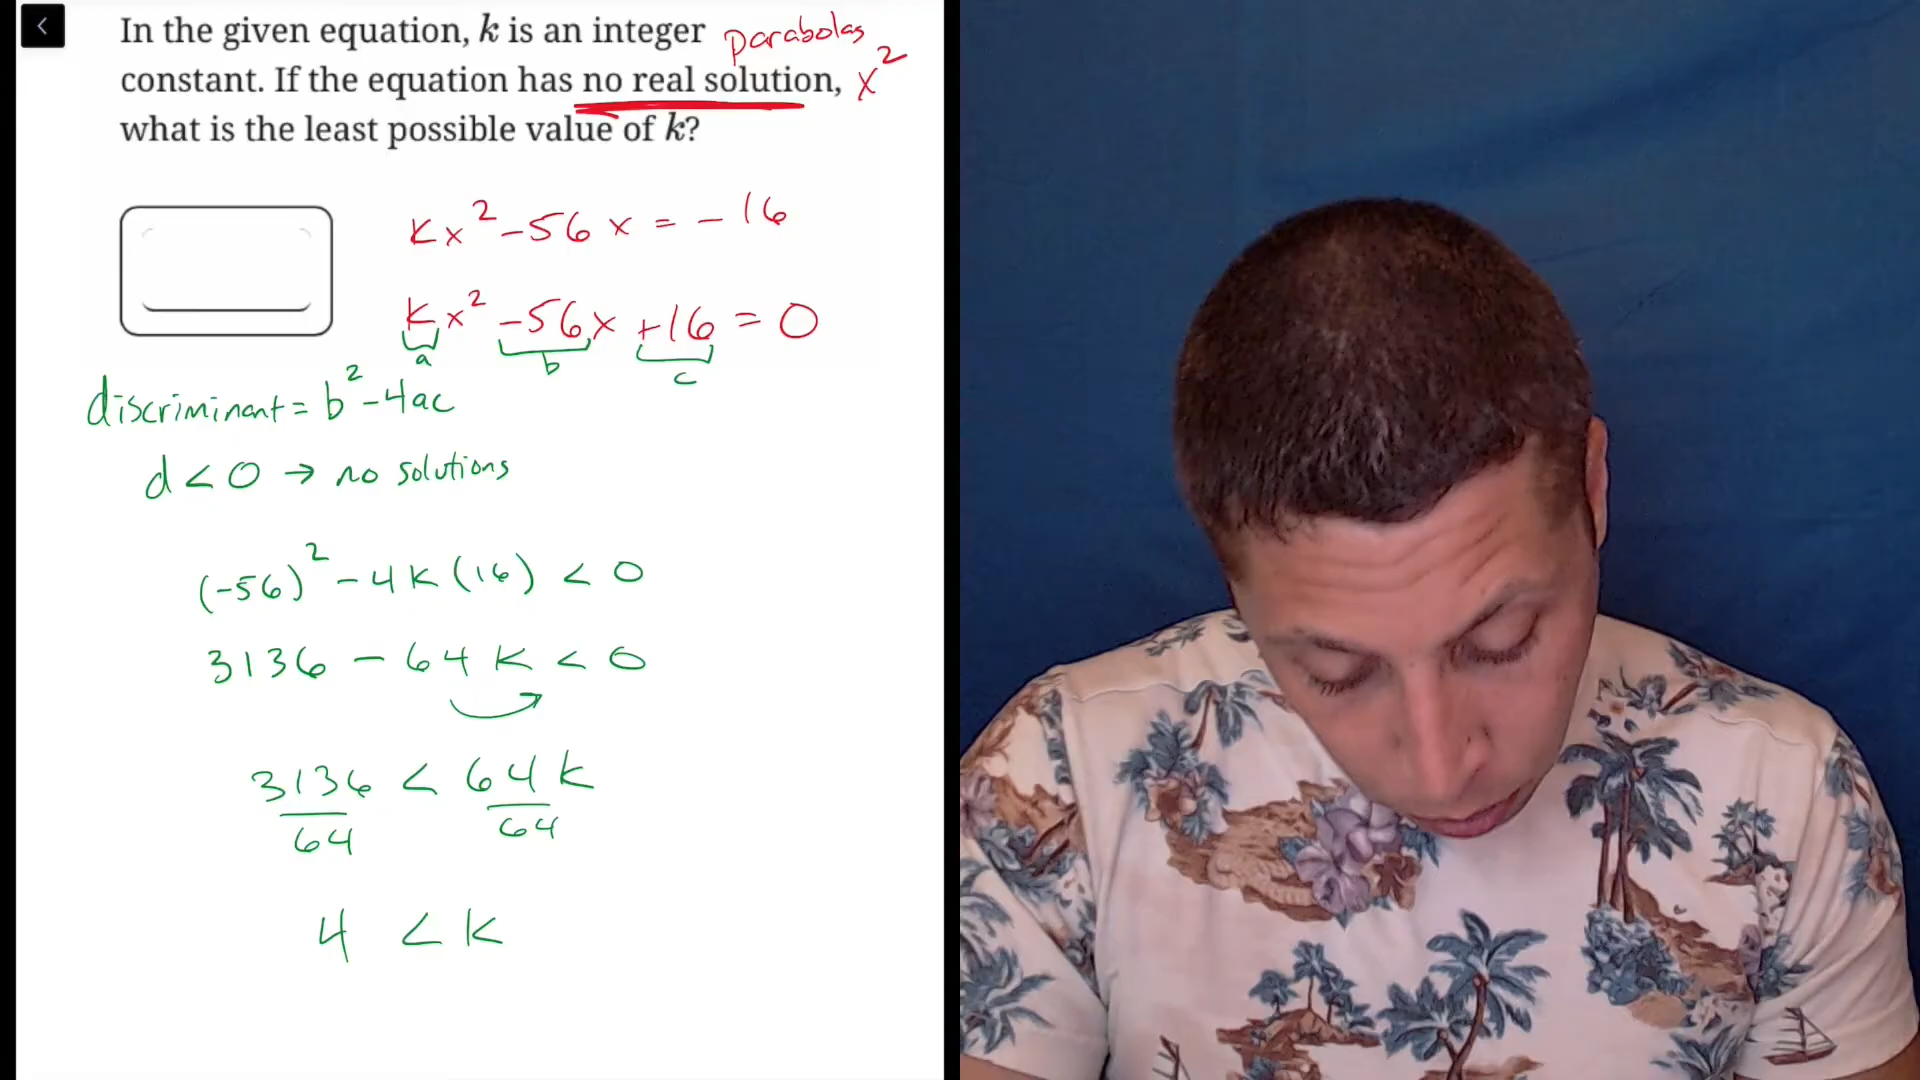 In the given equation, k is an integer parabolas
constant. If the equation has no real solution, x²
what is the least possible value of k?
kx² - 56x = -16
kx² - 56x + 16 = 0
a b c
discriminant = b² - 4ac
d < 0 → no solutions
(-56)² - 4k(16) < 0
3136 - 64k < 0
3136 < 64k
64 64
4 < k